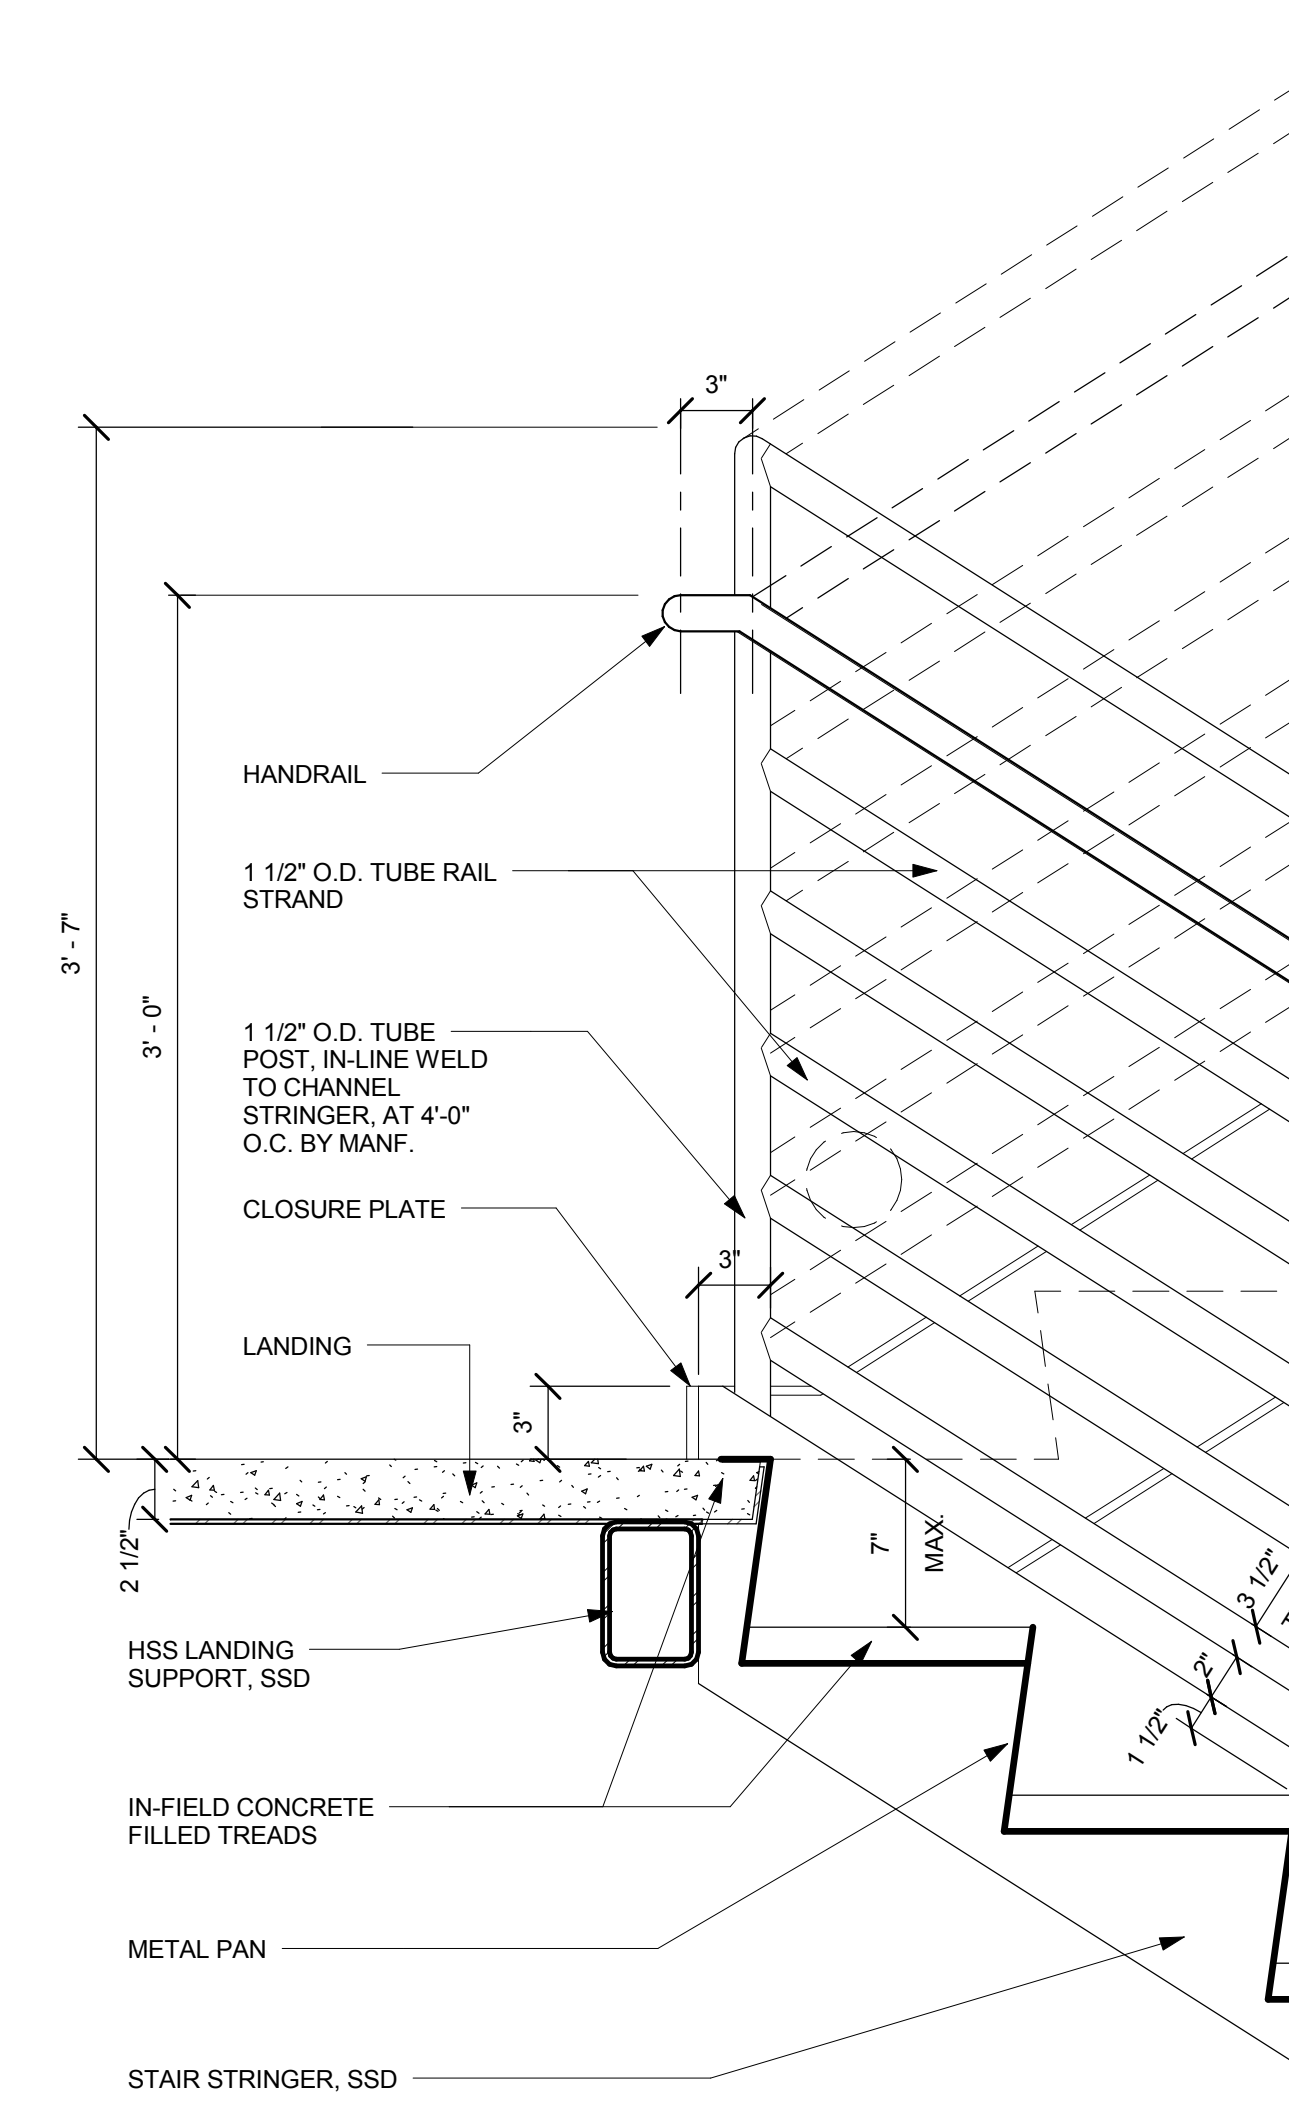 3"
HANDRAIL
1 1/2" O.D. TUBE RAIL
STRAND
3' - 7"
3' - 0"
1 1/2" O.D. TUBE
POST, IN-LINE WELD
TO CHANNEL
STRINGER, AT 4'-0"
O.C. BY MANF.
CLOSURE PLATE
3"
LANDING
3"
2 1/2"
7"
MAX.
3 1/2"
2"
1 1/2"
HSS LANDING
SUPPORT, SSD
IN-FIELD CONCRETE
FILLED TREADS
METAL PAN
STAIR STRINGER, SSD